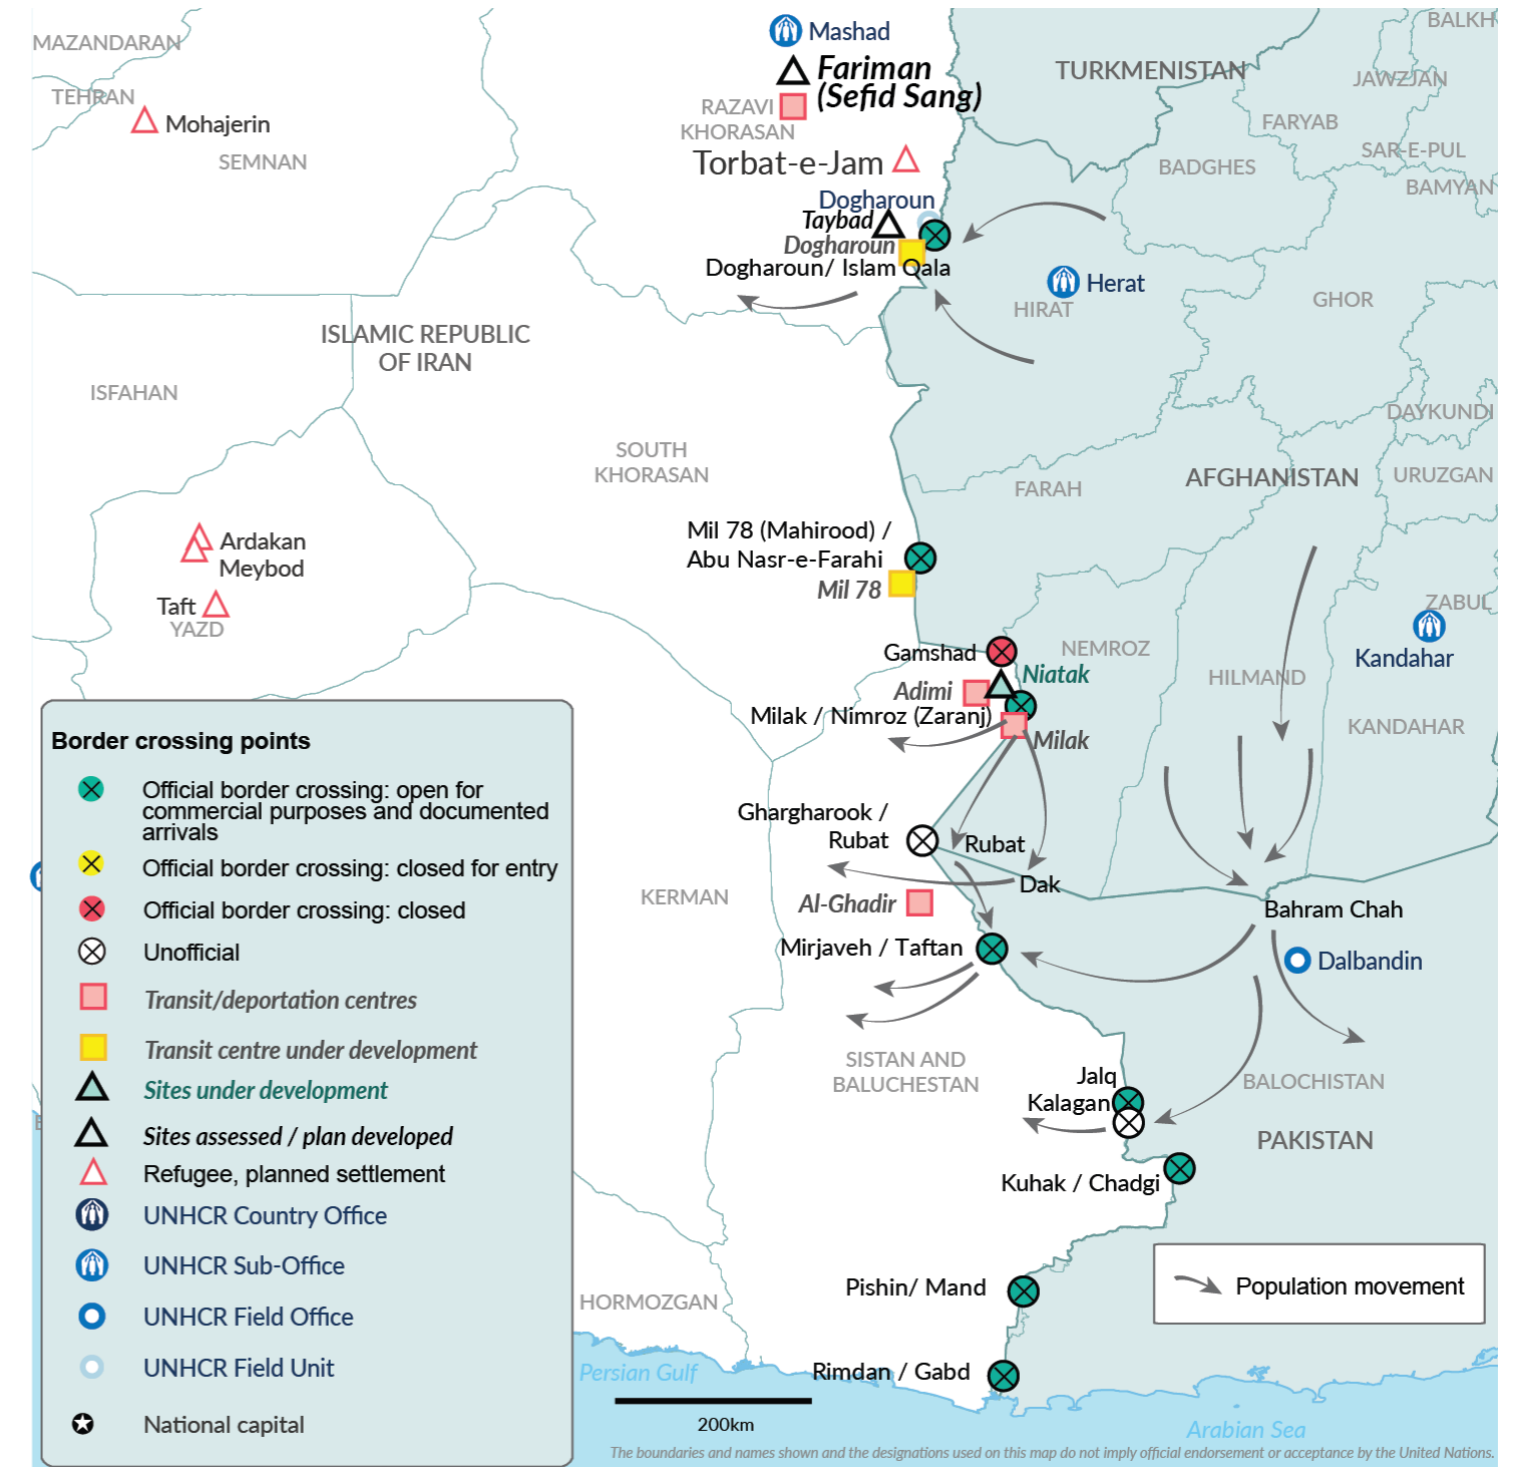 MAZANDARAN
TEHRAN
Mohajerin
SEMNAN
Mashad
Fariman
(Sefid Sang)
RAZAVI
KHORASAN
Torbat-e-Jam
Dogharoun
Taybad
Dogharoun
Dogharoun/ Islam Qala
TURKMENISTAN
BALKH
JAWZJAN
FARYAB
SAR-E-PUL
BADGHES
BAMYAN
Herat
HIRAT
GHOR
ISLAMIC REPUBLIC
OF IRAN
ISFAHAN
SOUTH
KHORASAN
DAYKUNDI
AFGHANISTAN
URUZGAN
FARAH
Ardakan
Meybod
Taft
YAZD
Mil 78 (Mahirood) /
Abu Nasr-e-Farahi
Mil 78
ZABUL
Kandahar
Gamshad
NEMROZ
Niatak
Adimi
HILMAND
Milak / Nimroz (Zaranj)
Milak
KANDAHAR
Ghargharook /
Rubat
Rubat
Dak
KERMAN
Al-Ghadir
Bahram Chah
Mirjaveh / Taftan
Dalbandin
SISTAN AND
BALUCHESTAN
Jalq
Kalagan
BALOCHISTAN
PAKISTAN
Kuhak / Chadgi
Pishin/ Mand
HORMOZGAN
Rimdan / Gabd
Persian Gulf
Arabian Sea
Border crossing points
Official border crossing: open for
commercial purposes and documented
arrivals
Official border crossing: closed for entry
Official border crossing: closed
Unofficial
Transit/deportation centres
Transit centre under development
Sites under development
Sites assessed / plan developed
Refugee, planned settlement
UNHCR Country Office
UNHCR Sub-Office
UNHCR Field Office
UNHCR Field Unit
National capital
Population movement
200km
The boundaries and names shown and the designations used on this map do not imply official endorsement or acceptance by the United Nations.